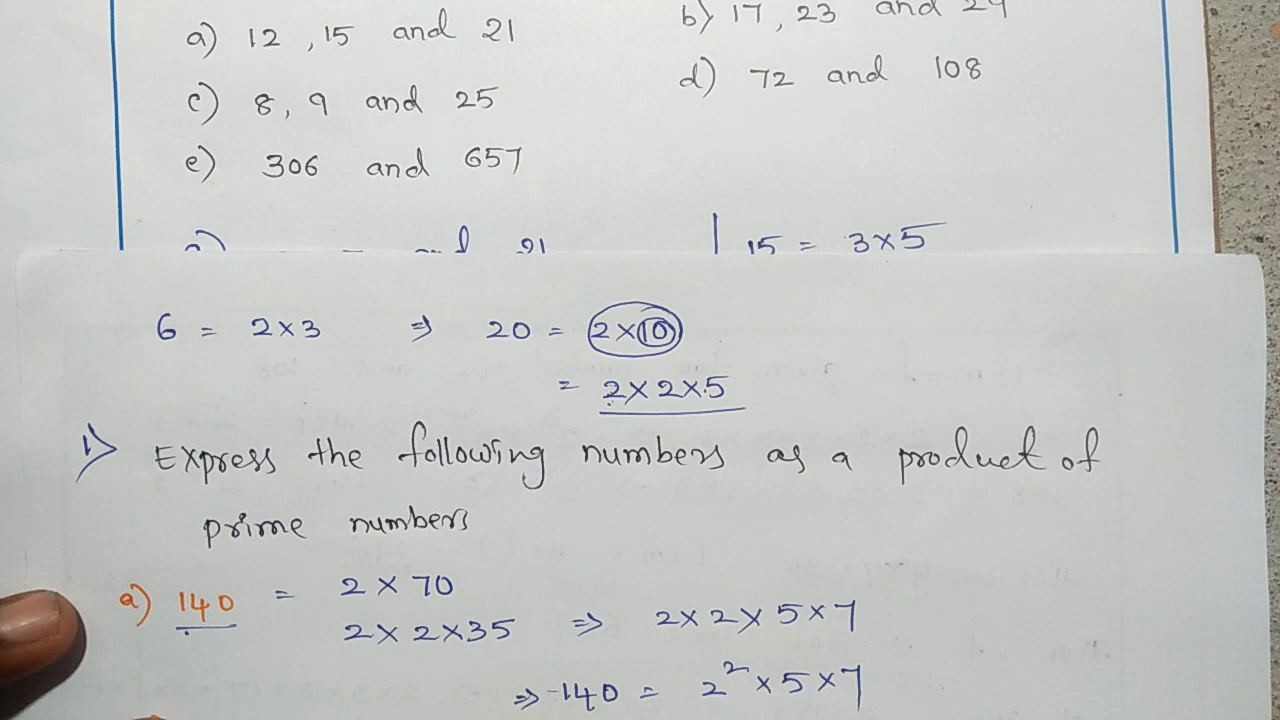 a) 12 , 15 and 21
b) 17 , 23 and 29
c) 8, 9 and 25
d) 72 and 108
e) 306 and 657
15 = 3×5
6 = 2×3 ⇒ 20 = 2×10
= 2×2×5
1) Express the following numbers as a product of
prime numbers
a) 140 = 2 × 70
2× 2×35 ⇒ 2×2×5×7
⇒ 140 = 2²×5×7